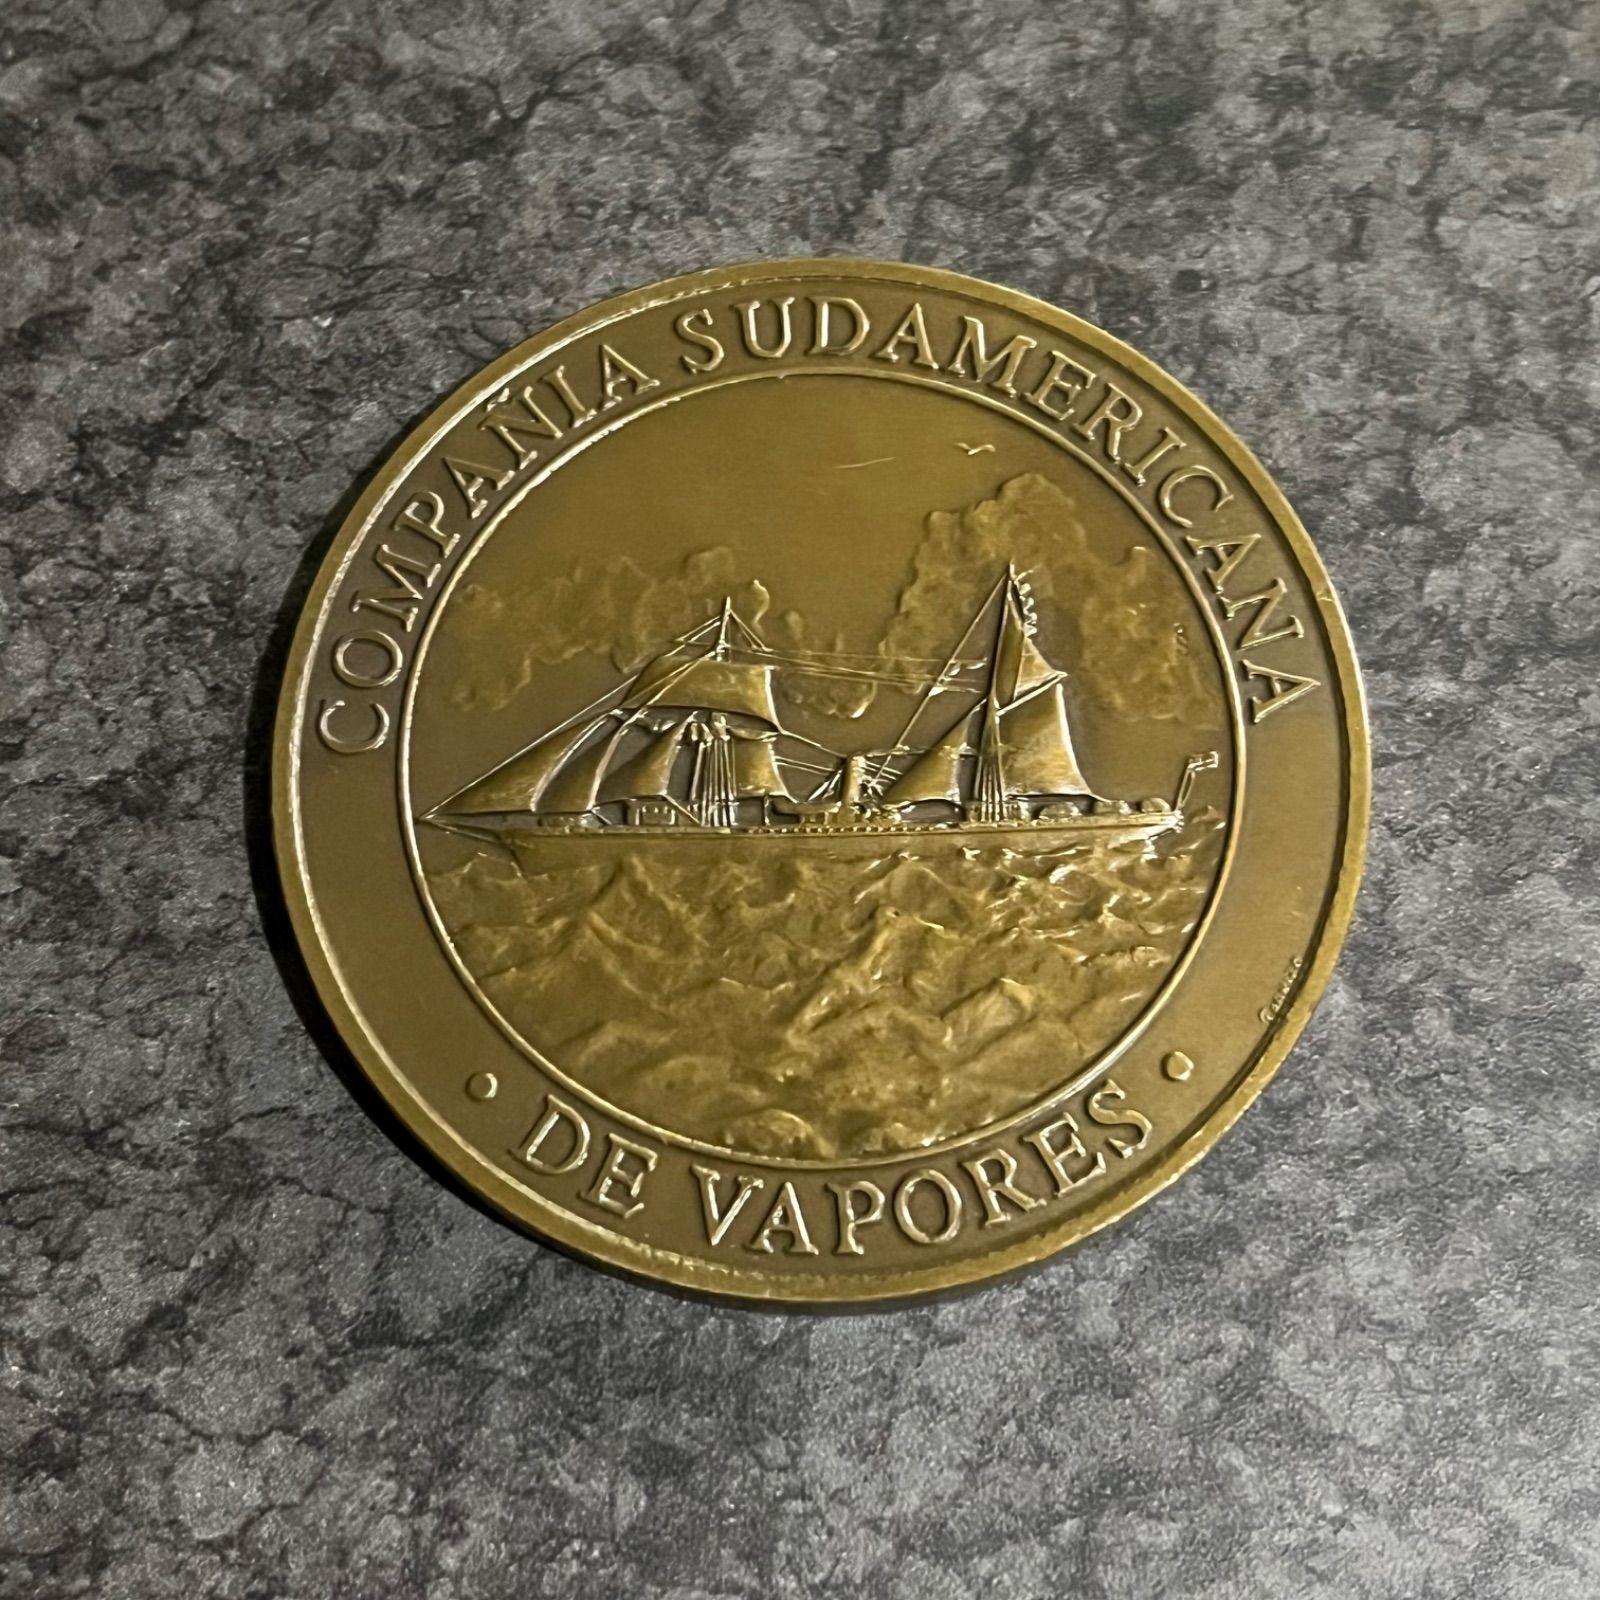 COMPAÑIA SUDAMERICANA
· DE VAPORES ·